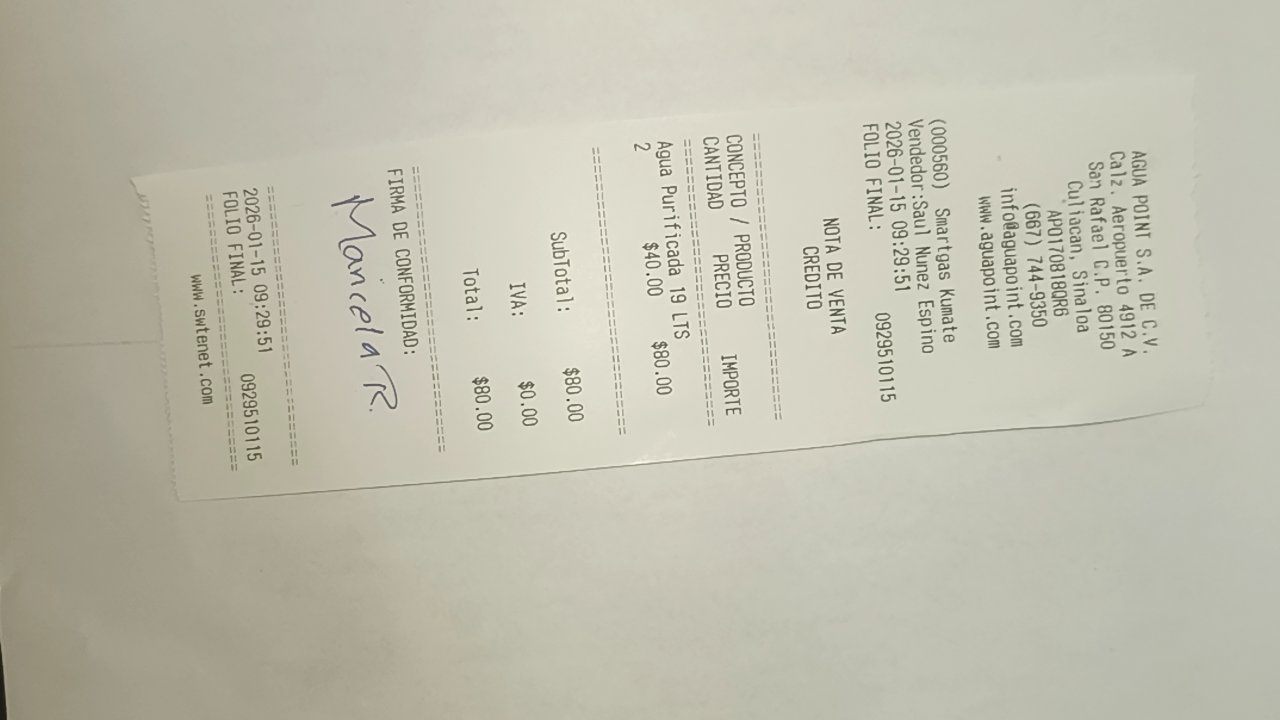 AGUA POINT S.A. DE C.V.
Calz. Aeropuerto 4912 A
San Rafael C.P. 80150
Culiacan, Sinaloa
APO170818QR6
(667) 744-9350
info@aguapoint.com
www.aguapoint.com
(000560) Smartgas Kumate
Vendedor:Saul Nunez Espino
2026-01-15 09:29:51
FOLIO FINAL: 0929510115
NOTA DE VENTA
CREDITO
CONCEPTO / PRODUCTO
CANTIDAD PRECIO IMPORTE
Agua Purificada 19 LTS
2 $40.00 $80.00
SubTotal: $80.00
IVA: $0.00
Total: $80.00
FIRMA DE CONFORMIDAD:
Maricela R.
2026-01-15 09:29:51
FOLIO FINAL: 0929510115
www.swtenet.com